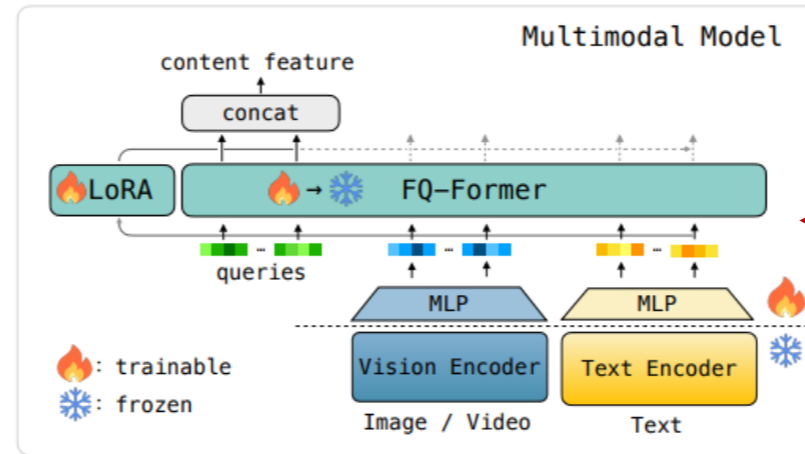 Multimodal Model
content feature
concat
LoRA
→ FQ-Former
... ... ...
queries
MLP MLP
: trainable
Vision Encoder Text Encoder
: frozen
Image / Video Text